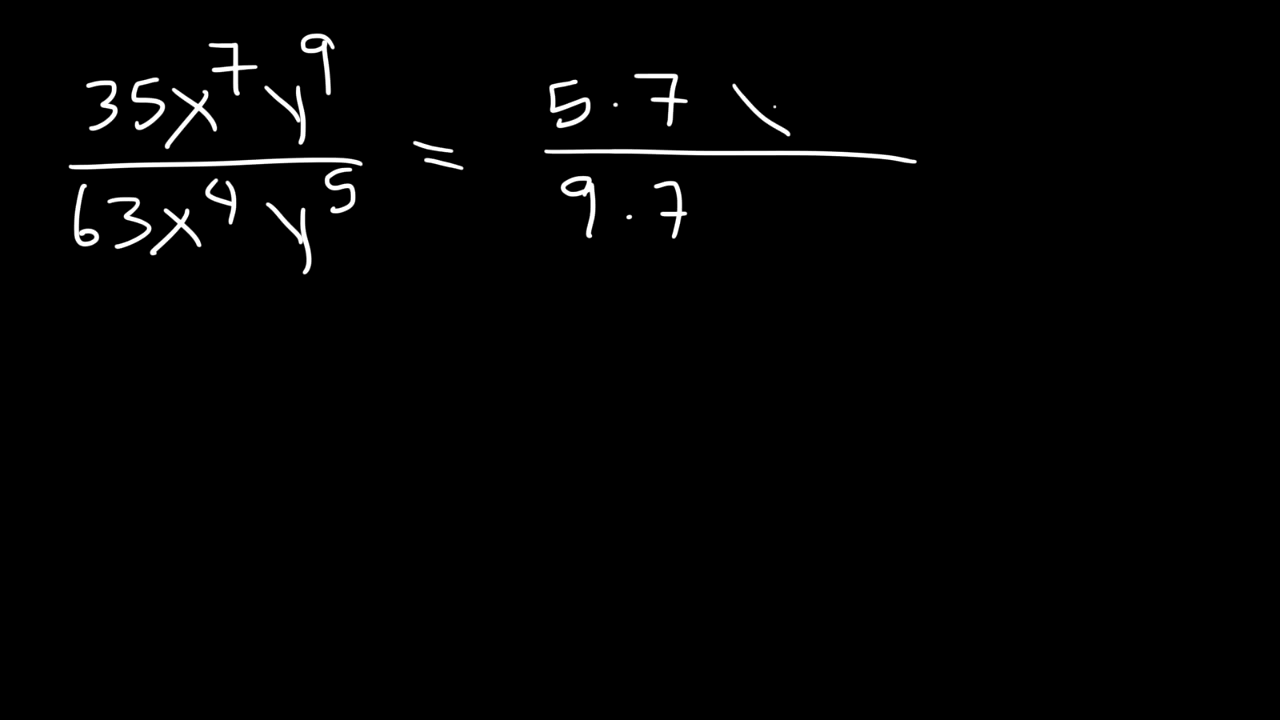 35x⁷y⁹ / 63x⁴y⁵ = 5·7 \ / 9·7